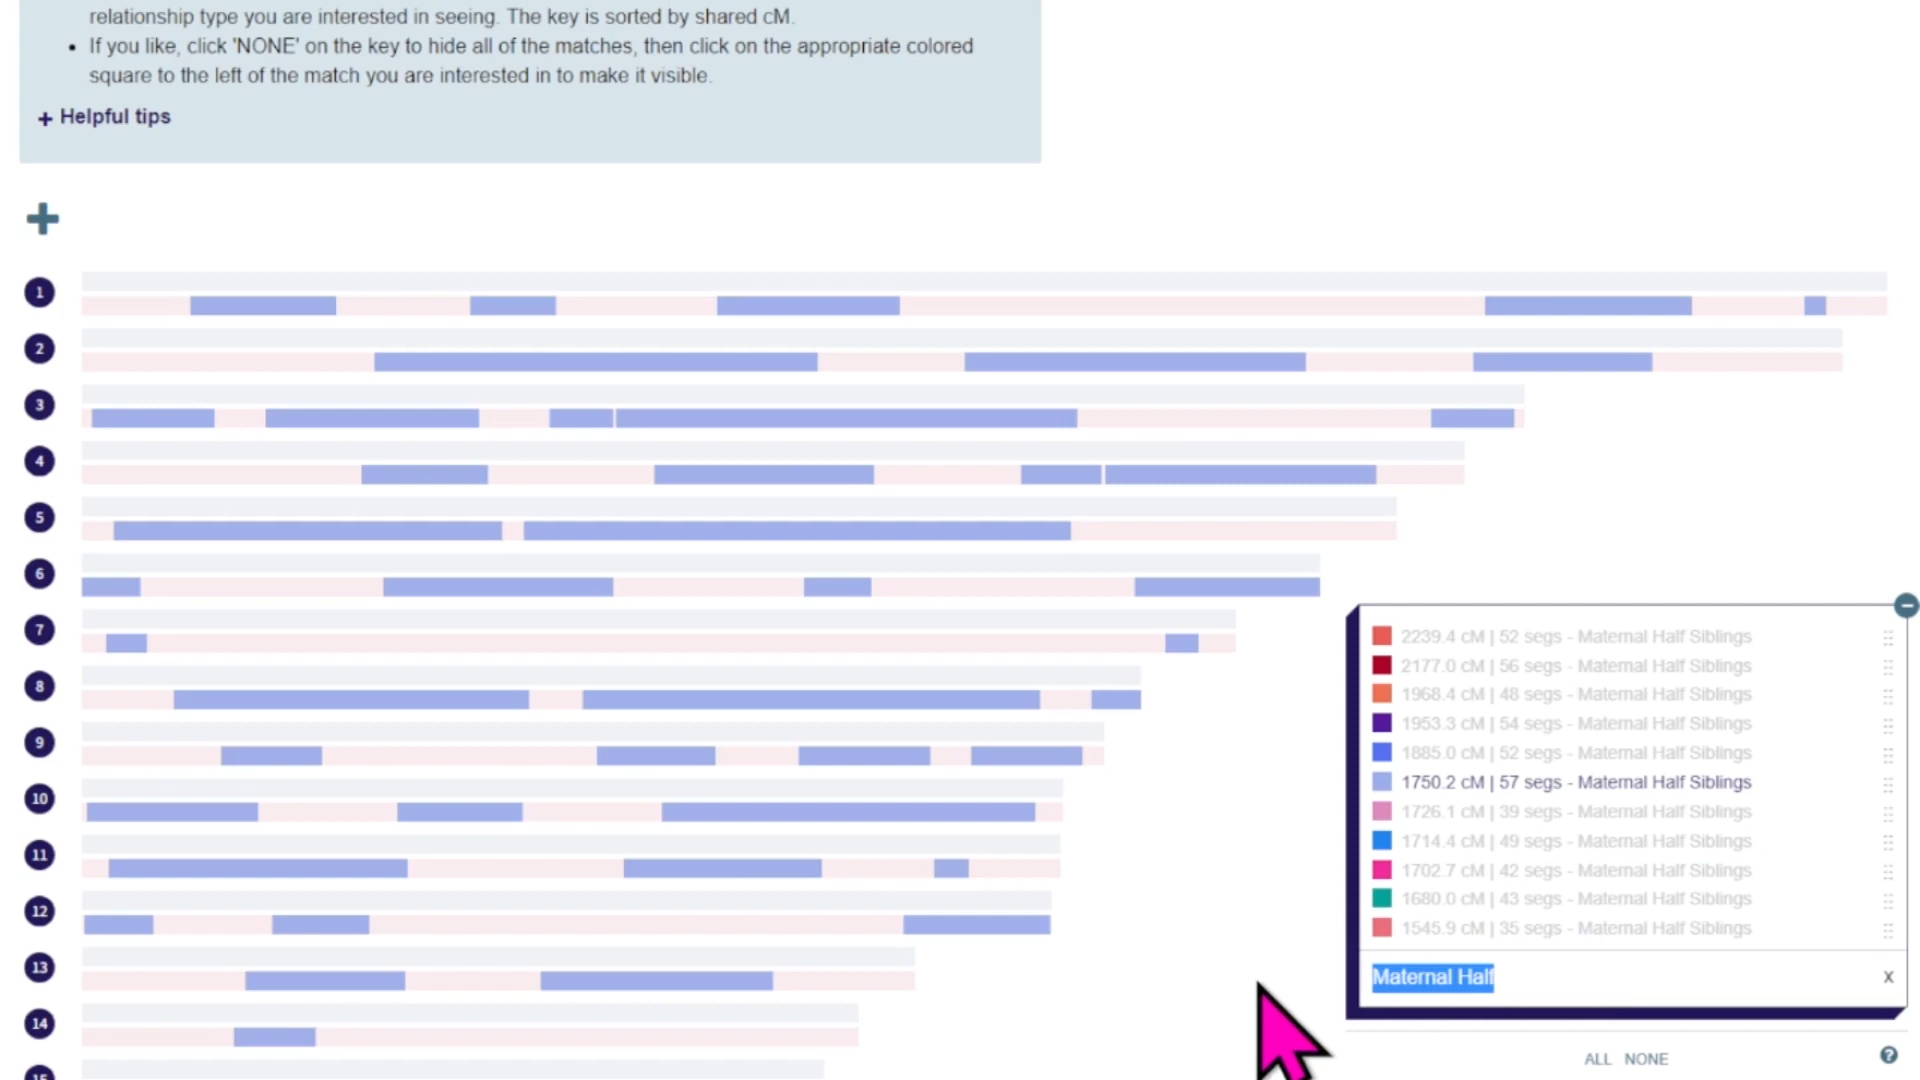 relationship type you are interested in seeing. The key is sorted by shared cM.
• If you like, click 'NONE' on the key to hide all of the matches, then click on the appropriate colored
square to the left of the match you are interested in to make it visible.
+ Helpful tips
1
2
3
4
5
6
7
8
9
10
11
12
13
14
15
2239.4 cM | 52 segs - Maternal Half Siblings
2177.0 cM | 56 segs - Maternal Half Siblings
1968.4 cM | 48 segs - Maternal Half Siblings
1953.3 cM | 54 segs - Maternal Half Siblings
1885.0 cM | 52 segs - Maternal Half Siblings
1750.2 cM | 57 segs - Maternal Half Siblings
1726.1 cM | 39 segs - Maternal Half Siblings
1714.4 cM | 49 segs - Maternal Half Siblings
1702.7 cM | 42 segs - Maternal Half Siblings
1680.0 cM | 43 segs - Maternal Half Siblings
1545.9 cM | 35 segs - Maternal Half Siblings
Maternal Half x
ALL NONE ?